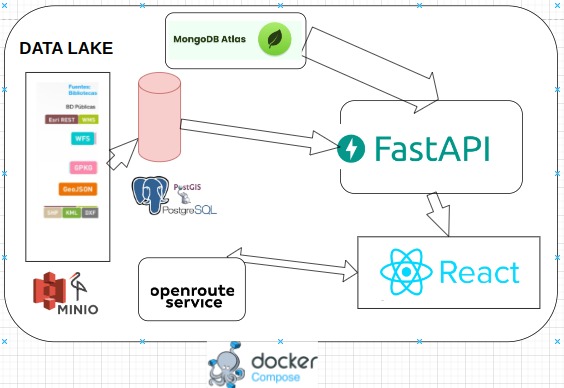 MongoDB Atlas
DATA LAKE
Fuentes:
Bibliotecas
BD Públicas
Esri REST WMS
WFS
GPKG
GeoJSON
SHP KML DXF
MINIO
PostGIS
PostgreSQL
FastAPI
React
openroute
service
docker
Compose